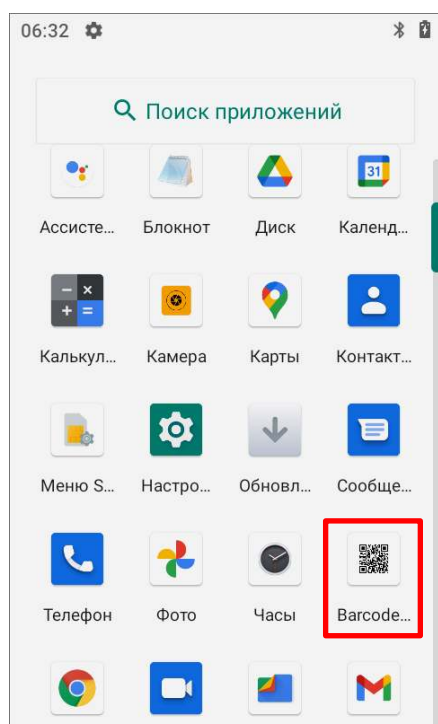 06:32
Поиск приложений
31
Ассисте... Блокнот Диск Календ...
Калькул... Камера Карты Контакт...
Меню S... Настро... Обновл... Сообще...
Телефон Фото Часы Barcode...